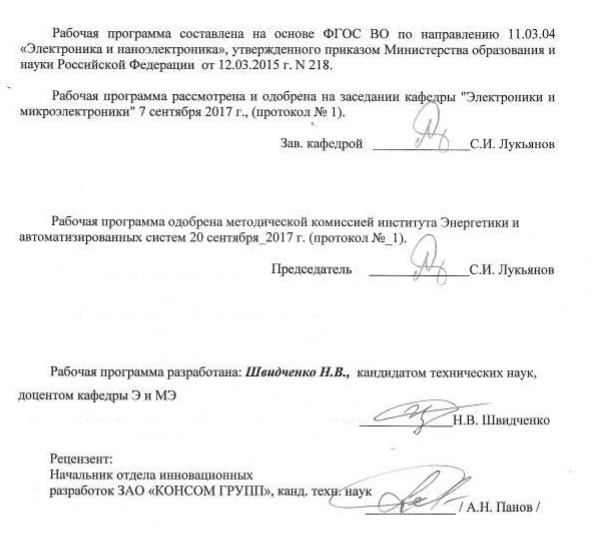 Рабочая программа составлена на основе ФГОС ВО по направлению 11.03.04
«Электроника и наноэлектроника», утвержденного приказом Министерства образования и
науки Российской Федерации от 12.03.2015 г. N 218.
Рабочая программа рассмотрена и одобрена на заседании кафедры "Электроники и
микроэлектроники" 7 сентября 2017 г., (протокол № 1).
Зав. кафедрой ______________ С.И. Лукьянов
Рабочая программа одобрена методической комиссией института Энергетики и
автоматизированных систем 20 сентября_2017 г. (протокол №_1).
Председатель ______________ С.И. Лукьянов
Рабочая программа разработана: Швидченко Н.В., кандидатом технических наук,
доцентом кафедры Э и МЭ
______________ Н.В. Швидченко
Рецензент:
Начальник отдела инновационных
разработок ЗАО «КОНСОМ ГРУПП», канд. техн. наук
______________ / А.Н. Панов /